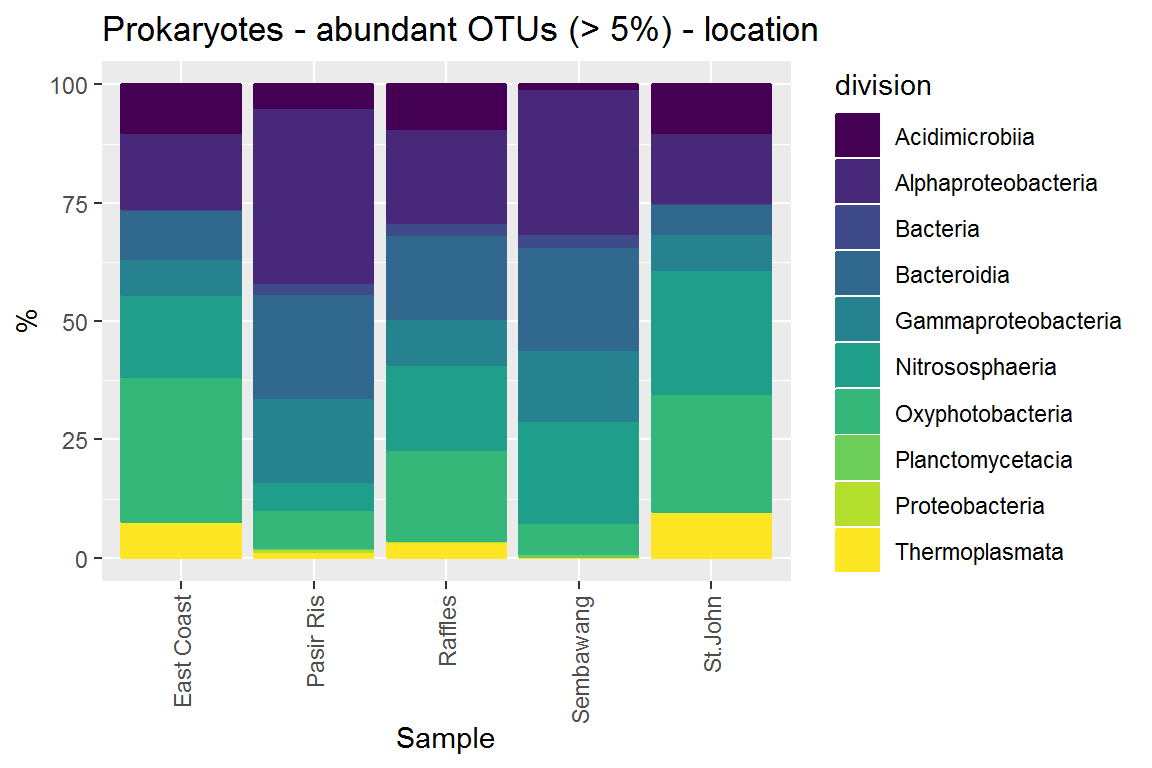 Prokaryotes - abundant OTUs (> 5%) - location
100
75
50
25
0
%
East Coast
Pasir Ris
Raffles
Sembawang
St.John
Sample
division
Acidimicrobiia
Alphaproteobacteria
Bacteria
Bacteroidia
Gammaproteobacteria
Nitrososphaeria
Oxyphotobacteria
Planctomycetacia
Proteobacteria
Thermoplasmata